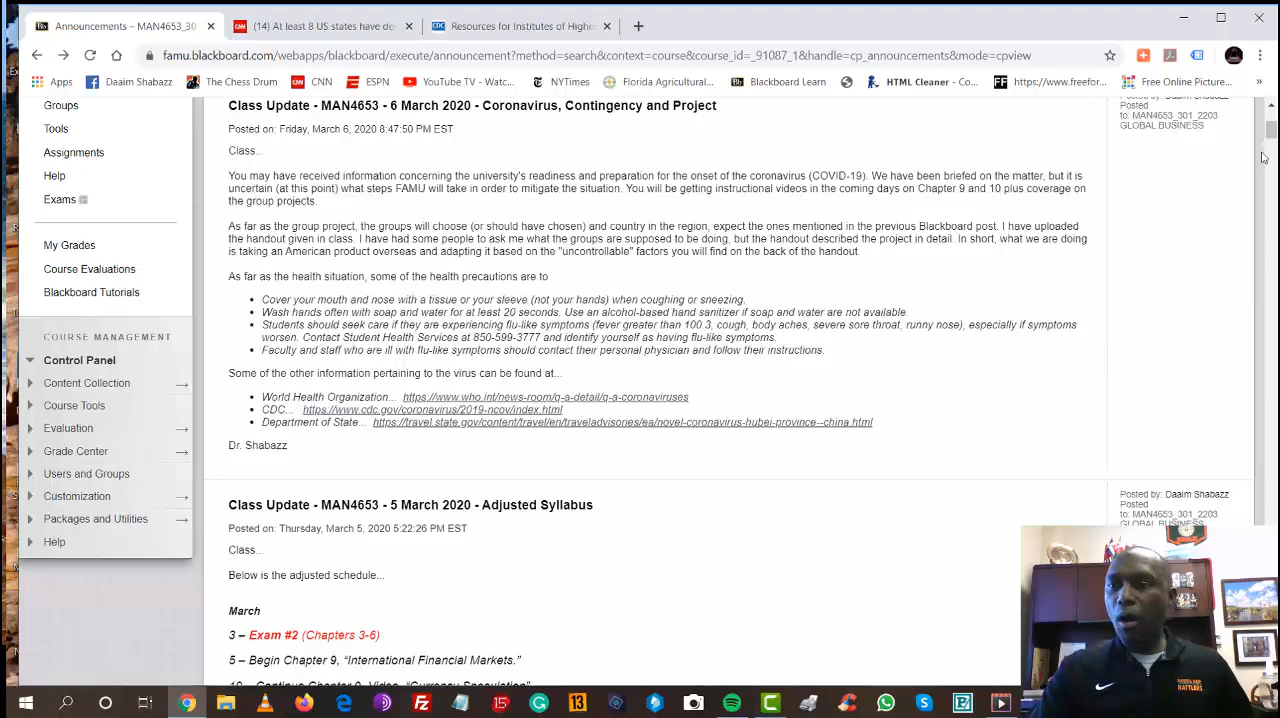 Announcements – MAN4653_30
(14) At least 8 US states have de
Resources for Institutes of Highe
famu.blackboard.com/webapps/blackboard/execute/announcement?method=search&context=course&course_id=_91087_1&handle=cp_announcements&mode=cpview
Apps
Daaim Shabazz
The Chess Drum
CNN
ESPN
YouTube TV - Watc...
NYTimes
Florida Agricultural...
Blackboard Learn
HTML Cleaner - Co...
https://www.freefor...
Free Online Picture...
Groups
Tools
Assignments
Help
Exams
My Grades
Course Evaluations
Blackboard Tutorials
COURSE MANAGEMENT
Control Panel
Content Collection
Course Tools
Evaluation
Grade Center
Users and Groups
Customization
Packages and Utilities
Help
Class Update - MAN4653 - 6 March 2020 - Coronavirus, Contingency and Project
Posted on: Friday, March 6, 2020 8:47:50 PM EST
Class...
You may have received information concerning the university's readiness and preparation for the onset of the coronavirus (COVID-19). We have been briefed on the matter, but it is
uncertain (at this point) what steps FAMU will take in order to mitigate the situation. You will be getting instructional videos in the coming days on Chapter 9 and 10 plus coverage on
the group projects.
As far as the group project, the groups will choose (or should have chosen) and country in the region, expect the ones mentioned in the previous Blackboard post. I have uploaded
the handout given in class. I have had some people to ask me what the groups are supposed to be doing, but the handout described the project in detail. In short, what we are doing
is taking an American product overseas and adapting it based on the "uncontrollable" factors you will find on the back of the handout.
As far as the health situation, some of the health precautions are to
• Cover your mouth and nose with a tissue or your sleeve (not your hands) when coughing or sneezing.
• Wash hands often with soap and water for at least 20 seconds. Use an alcohol-based hand sanitizer if soap and water are not available.
• Students should seek care if they are experiencing flu-like symptoms (fever greater than 100.3, cough, body aches, severe sore throat, runny nose), especially if symptoms
worsen. Contact Student Health Services at 850-599-3777 and identify yourself as having flu-like symptoms.
• Faculty and staff who are ill with flu-like symptoms should contact their personal physician and follow their instructions.
Some of the other information pertaining to the virus can be found at...
• World Health Organization... https://www.who.int/news-room/q-a-detail/q-a-coronaviruses
• CDC... https://www.cdc.gov/coronavirus/2019-ncov/index.html
• Department of State... https://travel.state.gov/content/travel/en/traveladvisories/ea/novel-coronavirus-hubei-province--china.html
Dr. Shabazz
Posted by: Daaim Shabazz
Posted
to: MAN4653_301_2203
GLOBAL BUSINESS
Class Update - MAN4653 - 5 March 2020 - Adjusted Syllabus
Posted on: Thursday, March 5, 2020 5:22:26 PM EST
Class...
Below is the adjusted schedule...
March
3 – Exam #2 (Chapters 3-6)
5 – Begin Chapter 9, “International Financial Markets.”
10 – Continue Chapter 9, Video, “Currency Speculation”
Posted by: Daaim Shabazz
Posted
to: MAN4653_301_2203
GLOBAL BUSINESS
RATTLERS